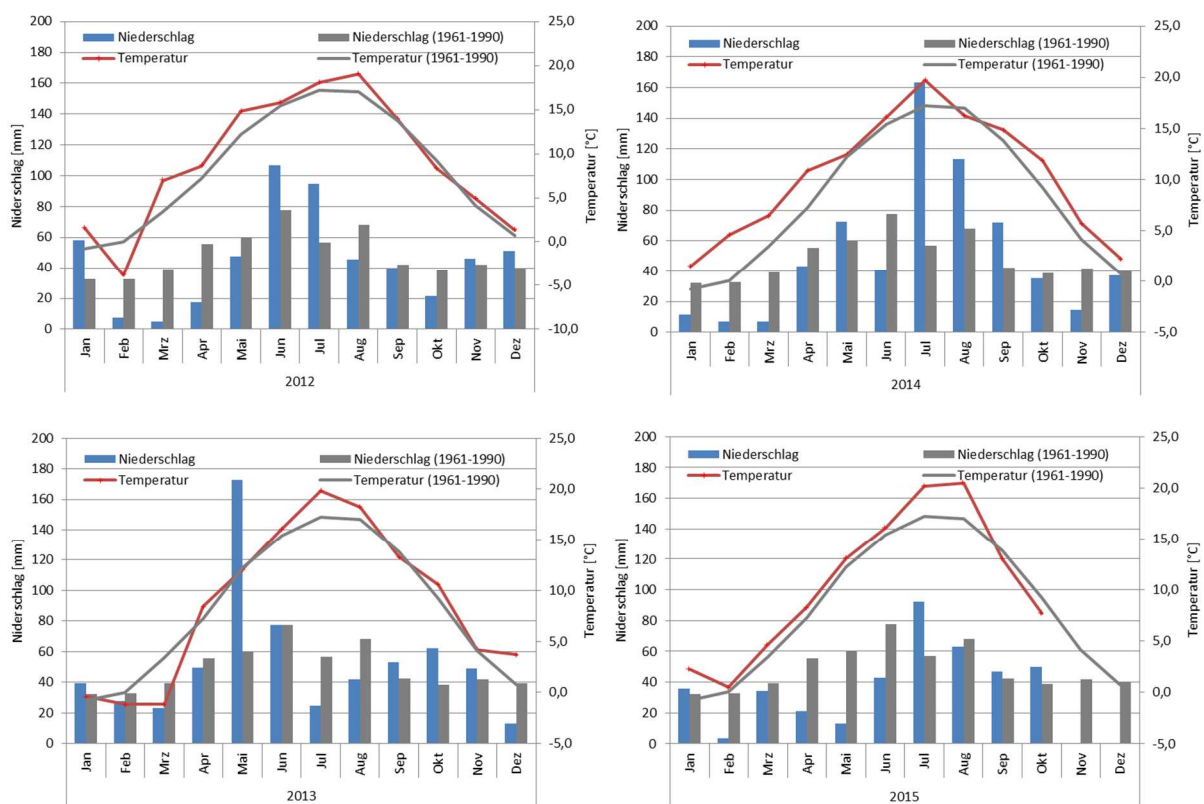 Niederschlag
Niederschlag (1961-1990)
Temperatur
Temperatur (1961-1990)
Niderschlag [mm]
200
180
160
140
120
100
80
60
40
20
0
25,0
20,0
15,0
10,0
5,0
0,0
-5,0
-10,0
Temperatur [°C]
Jan Feb Mrz Apr Mai Jun Jul Aug Sep Okt Nov Dez
2012
Niederschlag
Niederschlag (1961-1990)
Temperatur
Temperatur (1961-1990)
Niderschlag [mm]
200
180
160
140
120
100
80
60
40
20
0
25,0
20,0
15,0
10,0
5,0
0,0
-5,0
Temperatur [°C]
Jan Feb Mrz Apr Mai Jun Jul Aug Sep Okt Nov Dez
2014
Niederschlag
Niederschlag (1961-1990)
Temperatur
Temperatur (1961-1990)
Niderschlag [mm]
200
180
160
140
120
100
80
60
40
20
0
25,0
20,0
15,0
10,0
5,0
0,0
-5,0
Temperatur [°C]
Jan Feb Mrz Apr Mai Jun Jul Aug Sep Okt Nov Dez
2013
Niederschlag
Niederschlag (1961-1990)
Temperatur
Temperatur (1961-1990)
Niderschlag [mm]
200
180
160
140
120
100
80
60
40
20
0
25,0
20,0
15,0
10,0
5,0
0,0
-5,0
Temperatur [°C]
Jan Feb Mrz Apr Mai Jun Jul Aug Sep Okt Nov Dez
2015